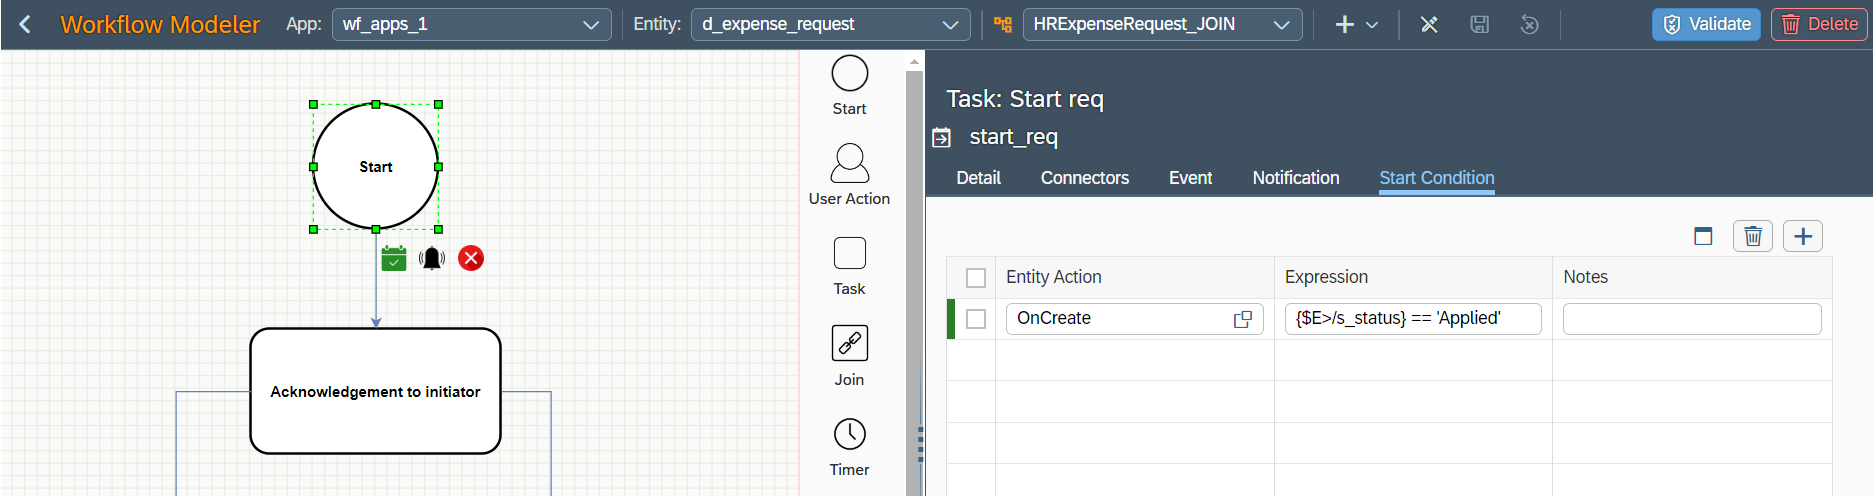 Workflow Modeler App: wf_apps_1 Entity: d_expense_request HRExpenseRequest_JOIN Validate Delete
Start
Acknowledgement to initiator
Start
User Action
Task
Join
Timer
Task: Start req
start_req
Detail Connectors Event Notification Start Condition
Entity Action Expression Notes
OnCreate {$E>/s_status} == 'Applied'